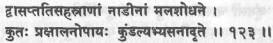 द्वासप्ततिसहस्राणां नाडीनां मलशोधने ।
कुतः प्रक्षालनोपायः कुंडल्यभ्यसनादृते ॥ १२३ ॥